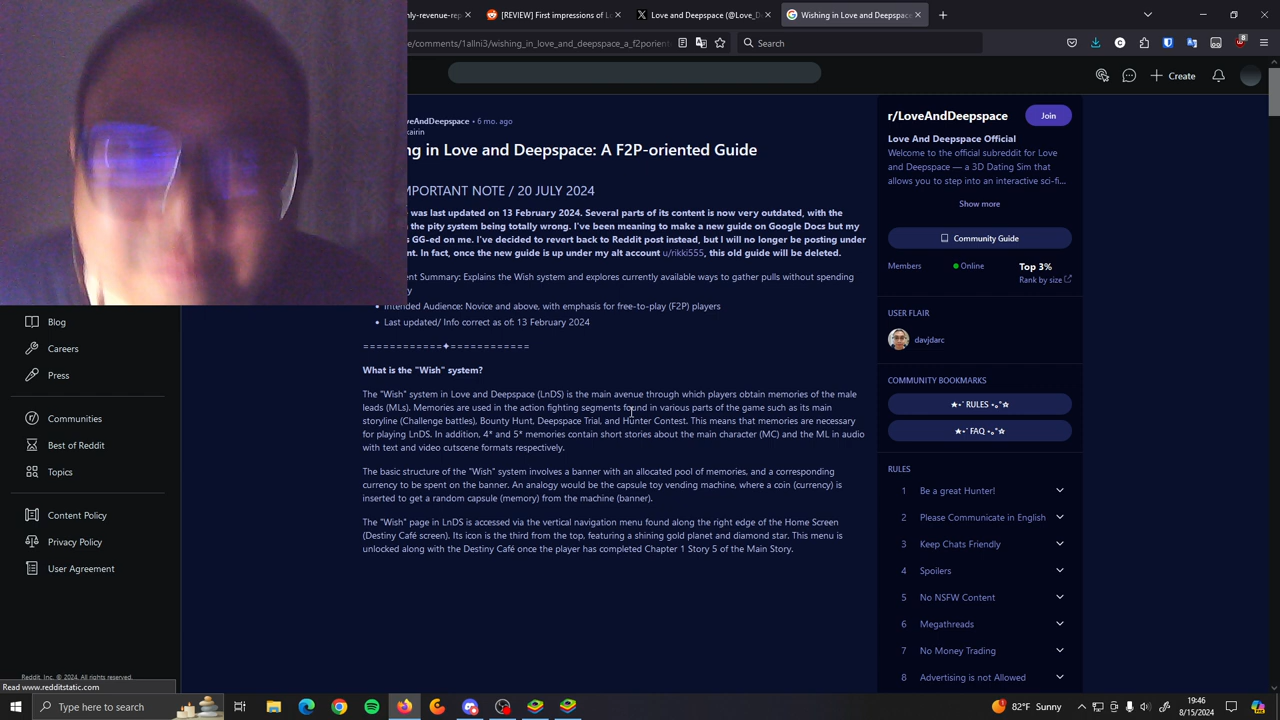 nly-revenue-rep
[REVIEW] First impressions of Lo
Love and Deepspace (@Love_D
Wishing in Love and Deepspace
le/comments/1allni3/wishing_in_love_and_deepspace_a_f2porien
Search
Create
oveAndDeepspace • 6 mo. ago
kairin
ng in Love and Deepspace: A F2P-oriented Guide
MPORTANT NOTE / 20 JULY 2024
was last updated on 13 February 2024. Several parts of its content is now very outdated, with the
the pity system being totally wrong. I've been meaning to make a new guide on Google Docs but my
s GG-ed on me. I've decided to revert back to Reddit post instead, but I will no longer be posting under
nt. In fact, once the new guide is up under my alt account u/rikki555, this old guide will be deleted.
ent Summary: Explains the Wish system and explores currently available ways to gather pulls without spending
y
Intended Audience: Novice and above, with emphasis for free-to-play (F2P) players
Last updated/ Info correct as of: 13 February 2024
============✦============
What is the "Wish" system?
The "Wish" system in Love and Deepspace (LnDS) is the main avenue through which players obtain memories of the male
leads (MLs). Memories are used in the action fighting segments found in various parts of the game such as its main
storyline (Challenge battles), Bounty Hunt, Deepspace Trial, and Hunter Contest. This means that memories are necessary
for playing LnDS. In addition, 4* and 5* memories contain short stories about the main character (MC) and the ML in audio
with text and video cutscene formats respectively.
The basic structure of the "Wish" system involves a banner with an allocated pool of memories, and a corresponding
currency to be spent on the banner. An analogy would be the capsule toy vending machine, where a coin (currency) is
inserted to get a random capsule (memory) from the machine (banner).
The "Wish" page in LnDS is accessed via the vertical navigation menu found along the right edge of the Home Screen
(Destiny Café screen). Its icon is the third from the top, featuring a shining gold planet and diamond star. This menu is
unlocked along with the Destiny Café once the player has completed Chapter 1 Story 5 of the Main Story.
r/LoveAndDeepspace
Join
Love And Deepspace Official
Welcome to the official subreddit for Love
and Deepspace — a 3D Dating Sim that
allows you to step into an interactive sci-fi...
Show more
Community Guide
Members
Online
Top 3%
Rank by size
USER FLAIR
davjdarc
COMMUNITY BOOKMARKS
★•˙ RULES •｡˚☆
★•˙ FAQ •｡˚☆
RULES
1 Be a great Hunter!
2 Please Communicate in English
3 Keep Chats Friendly
4 Spoilers
5 No NSFW Content
6 Megathreads
7 No Money Trading
8 Advertising is not Allowed
Blog
Careers
Press
Communities
Best of Reddit
Topics
Content Policy
Privacy Policy
User Agreement
Reddit, Inc. © 2024. All rights reserved.
Read www.redditstatic.com
Type here to search
82°F Sunny
19:46
8/15/2024